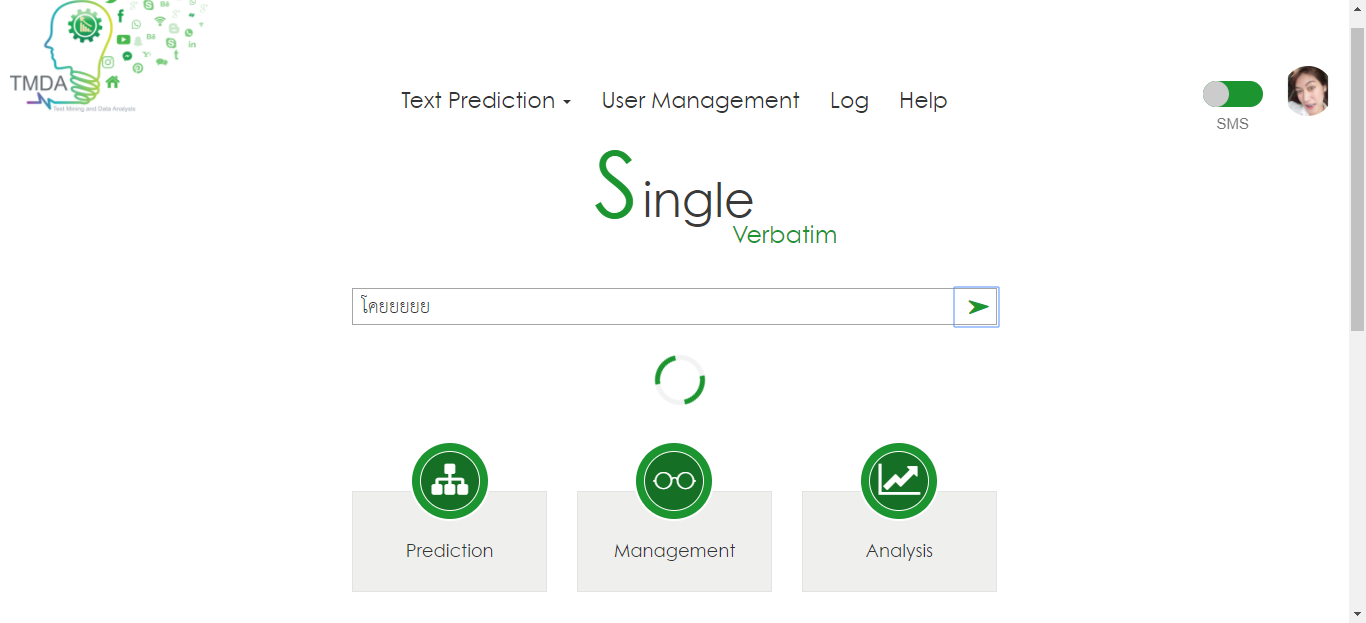 TMDA
Text Mining and Data Analysis
Text Prediction User Management Log Help
SMS
Single
Verbatim
โคยยยยย
Prediction Management Analysis